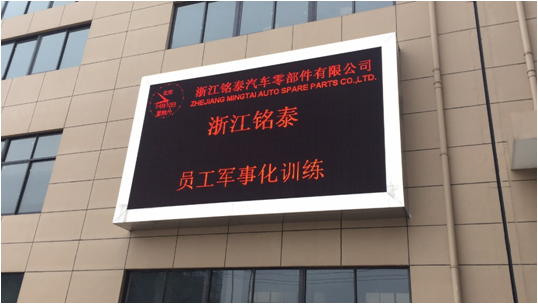 浙江铭泰汽车零部件有限公司
ZHEJIANG MINGTAI AUTO SPARE PARTS CO.,LTD.
浙江铭泰
员工军事化训练